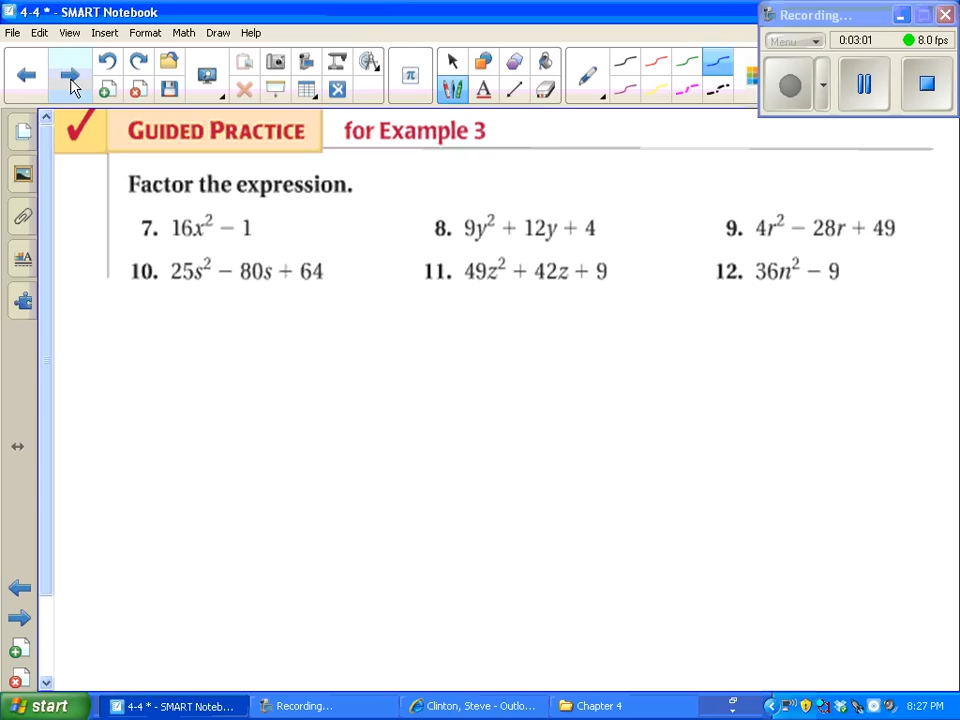 4-4 * - SMART Notebook
Recording...
File Edit View Insert Format Math Draw Help
Menu 0:03:01 8.0 fps
π A A
GUIDED PRACTICE for Example 3
Factor the expression.
7. 16x² − 1 8. 9y² + 12y + 4 9. 4r² − 28r + 49
10. 25s² − 80s + 64 11. 49z² + 42z + 9 12. 36n² − 9
start 4-4 * - SMART Noteb... Recording... Clinton, Steve - Outlo... Chapter 4 8:27 PM